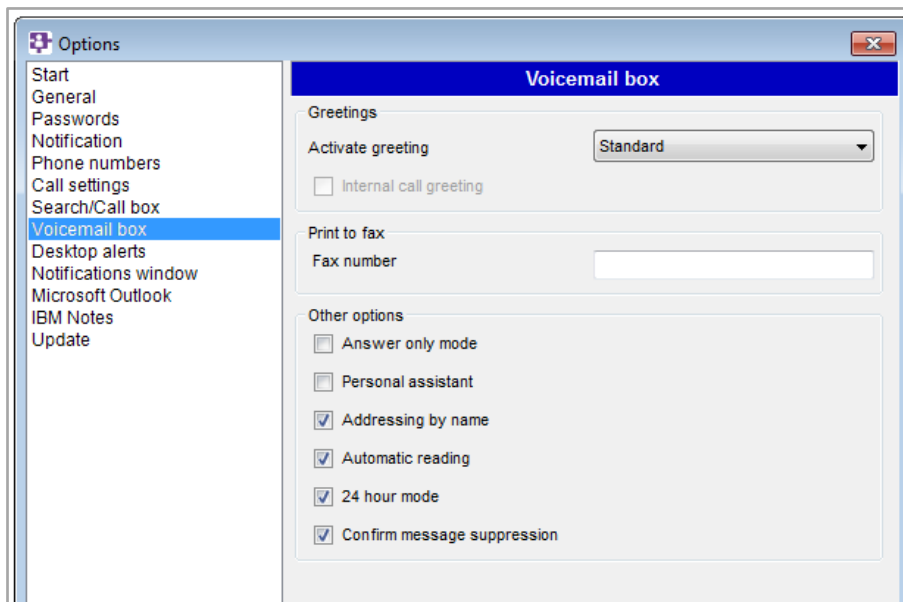 Options
Start
General
Passwords
Notification
Phone numbers
Call settings
Search/Call box
Voicemail box
Desktop alerts
Notifications window
Microsoft Outlook
IBM Notes
Update
Voicemail box
Greetings
Activate greeting Standard
Internal call greeting
Print to fax
Fax number
Other options
Answer only mode
Personal assistant
Addressing by name
Automatic reading
24 hour mode
Confirm message suppression